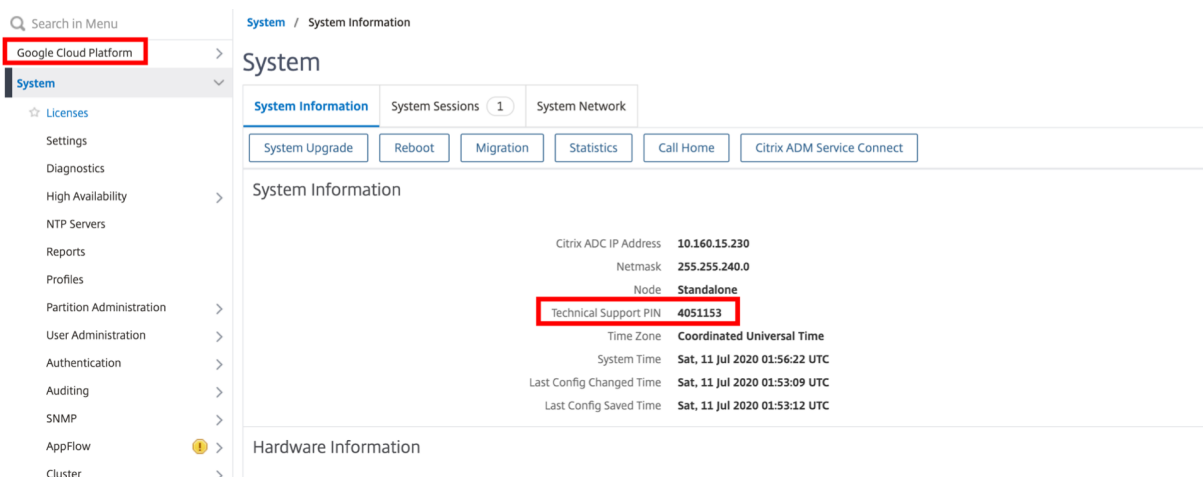 Search in Menu
Google Cloud Platform
System
Licenses
Settings
Diagnostics
High Availability
NTP Servers
Reports
Profiles
Partition Administration
User Administration
Authentication
Auditing
SNMP
AppFlow
Cluster
System / System Information
System
System Information System Sessions 1 System Network
System Upgrade Reboot Migration Statistics Call Home Citrix ADM Service Connect
System Information
Citrix ADC IP Address 10.160.15.230
Netmask 255.255.240.0
Node Standalone
Technical Support PIN 4051153
Time Zone Coordinated Universal Time
System Time Sat, 11 Jul 2020 01:56:22 UTC
Last Config Changed Time Sat, 11 Jul 2020 01:53:09 UTC
Last Config Saved Time Sat, 11 Jul 2020 01:53:12 UTC
Hardware Information